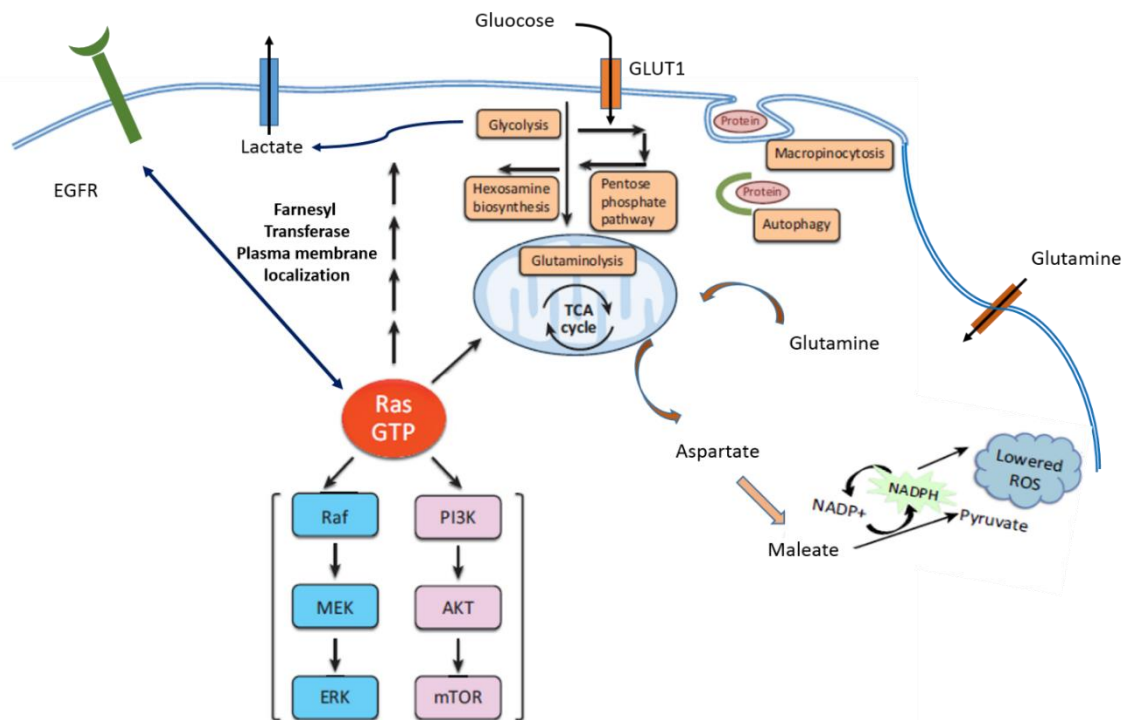 Gluocose
GLUT1
Glycolysis
Protein
Lactate
Macropinocytosis
EGFR
Hexosamine
biosynthesis
Pentose
phosphate
pathway
Protein
Autophagy
Farnesyl
Transferase
Plasma membrane
localization
Glutaminolysis
Glutamine
TCA
cycle
Glutamine
Ras
GTP
Aspartate
Lowered
ROS
NADPH
NADP+
Pyruvate
Maleate
Raf
PI3K
MEK
AKT
ERK
mTOR